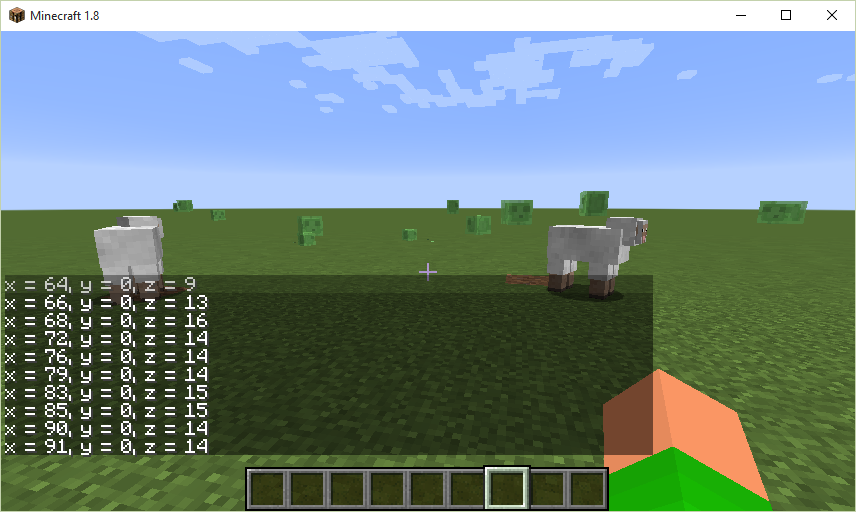 Minecraft 1.8
x = 64, y = 0, z = 9
x = 66, y = 0, z = 13
x = 68, y = 0, z = 16
x = 72, y = 0, z = 14
x = 76, y = 0, z = 14
x = 79, y = 0, z = 14
x = 83, y = 0, z = 15
x = 85, y = 0, z = 15
x = 90, y = 0, z = 14
x = 91, y = 0, z = 14